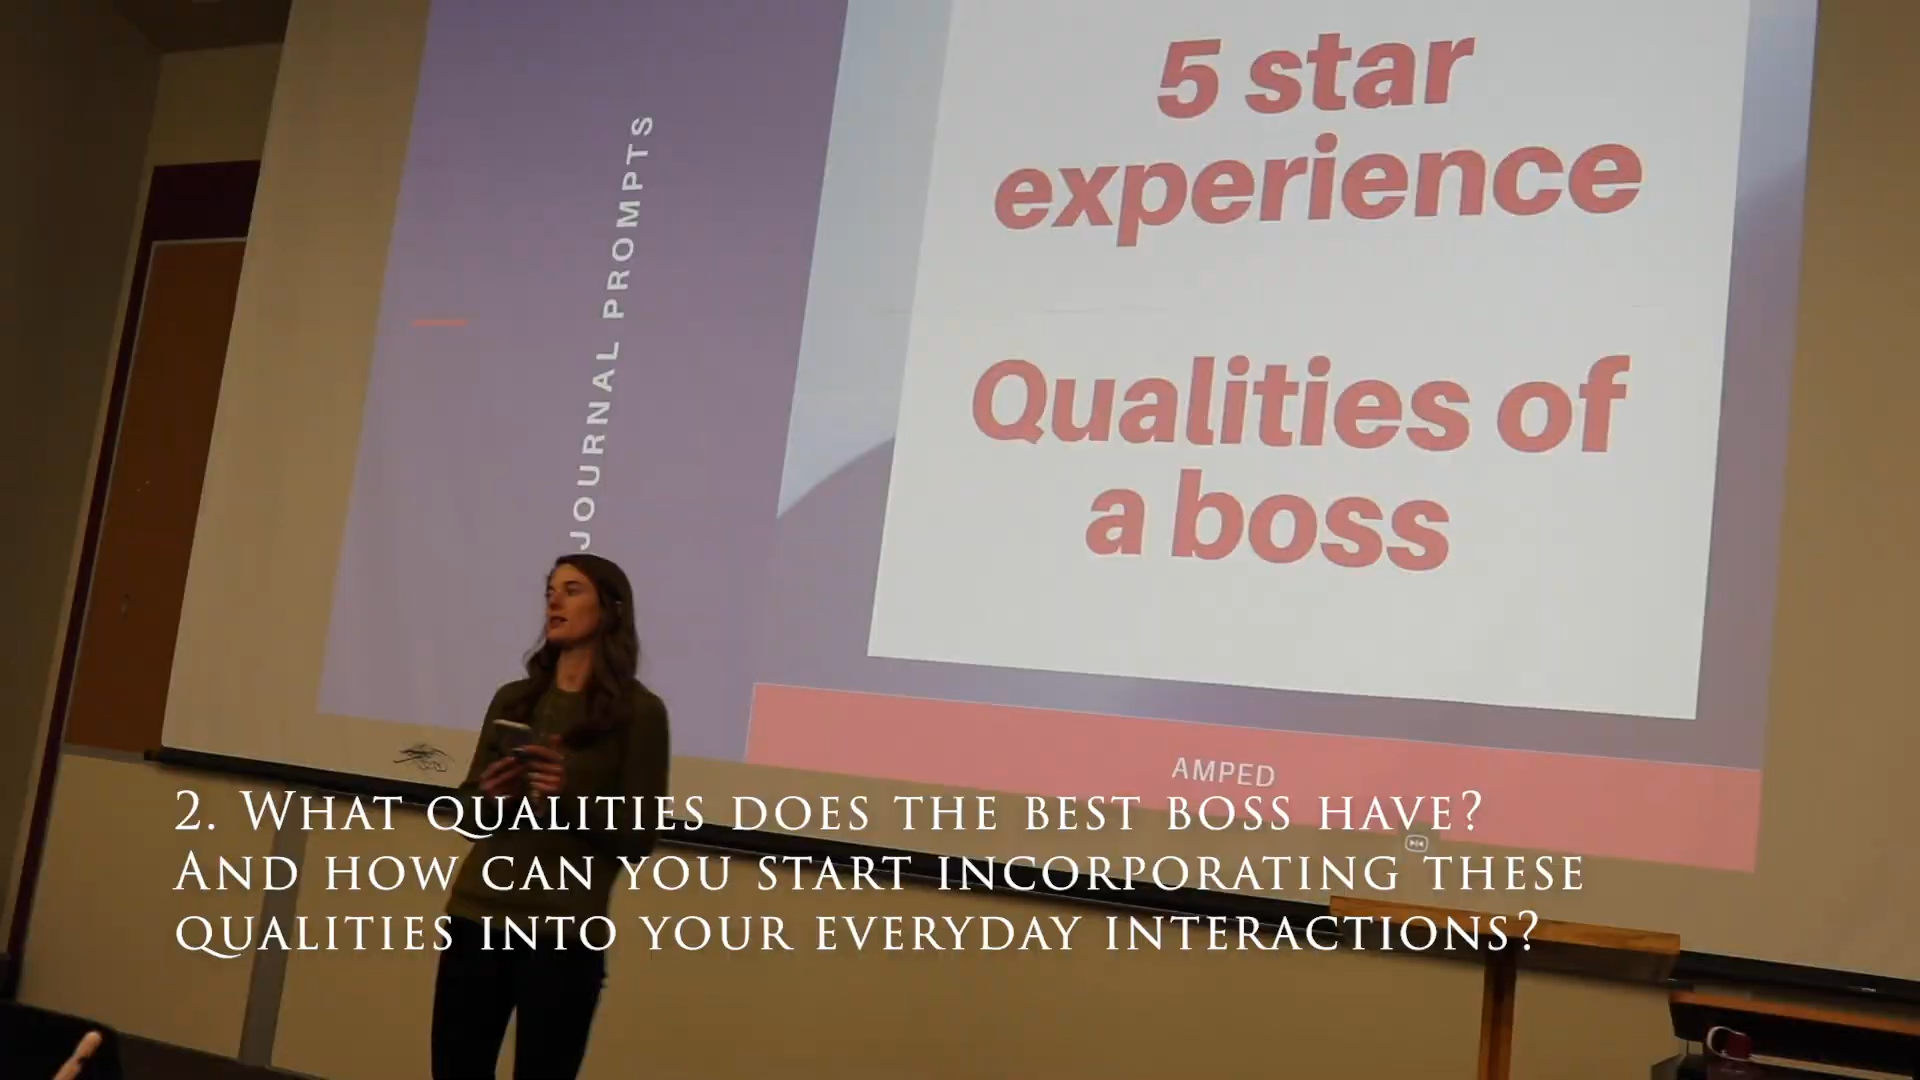 JOURNAL PROMPTS
5 star
experience
Qualities of
a boss
AMPED
2. What qualities does the best boss have?
And how can you start incorporating these
qualities into your everyday interactions?